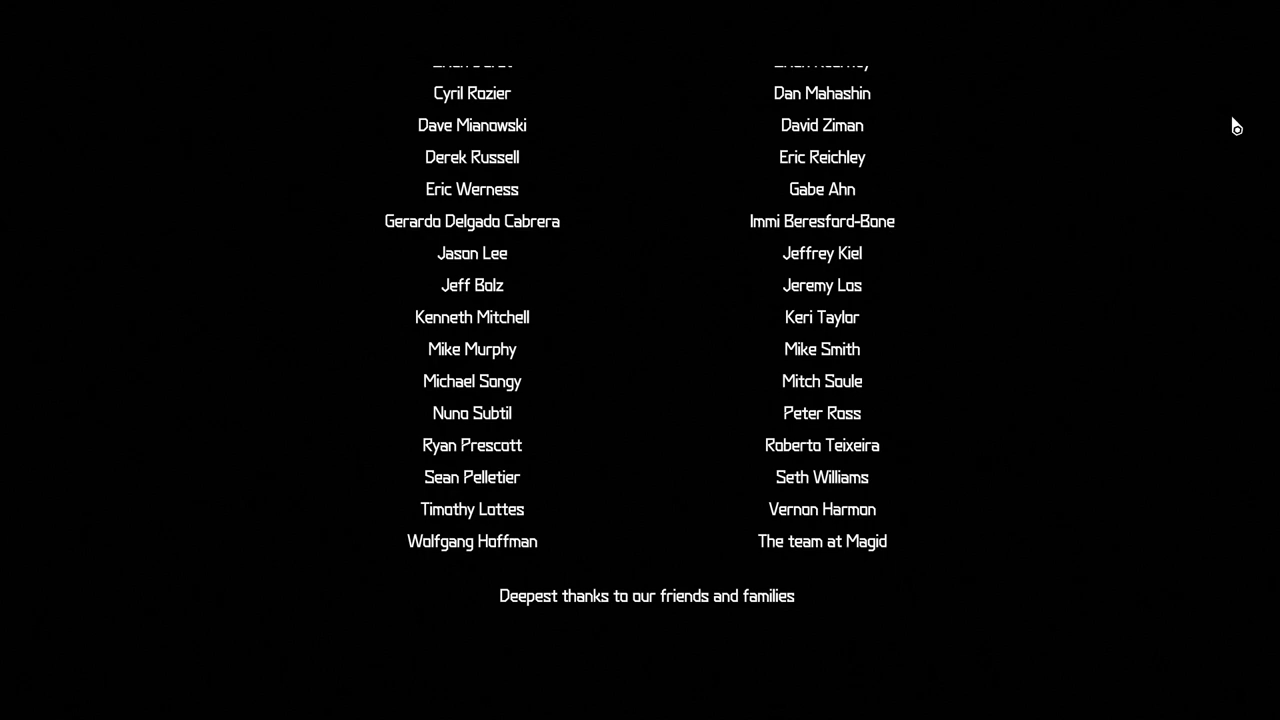 Cyril Rozier Dan Mahashin
Dave Mianowski David Ziman
Derek Russell Eric Reichley
Eric Werness Gabe Ahn
Gerardo Delgado Cabrera Immi Beresford-Bone
Jason Lee Jeffrey Kiel
Jeff Bolz Jeremy Los
Kenneth Mitchell Keri Taylor
Mike Murphy Mike Smith
Michael Songy Mitch Soule
Nuno Subtil Peter Ross
Ryan Prescott Roberto Teixeira
Sean Pelletier Seth Williams
Timothy Lottes Vernon Harmon
Wolfgang Hoffman The team at Magid
Deepest thanks to our friends and families